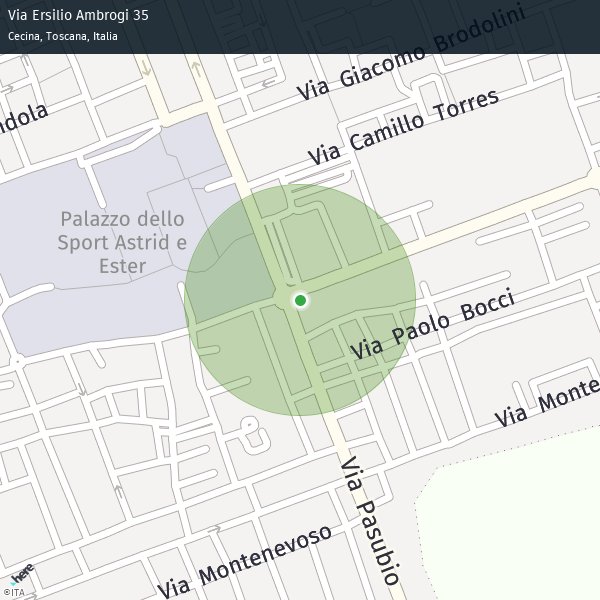 Via Ersilio Ambrogi 35
Cecina, Toscana, Italia
Via Giacomo Brodolini
ndola
Via Camillo Torres
Palazzo dello
Sport Astrid e
Ester
Via Paolo Bocci
Via Monte
Via Pasubio
Via Montenevoso
here
©ITA